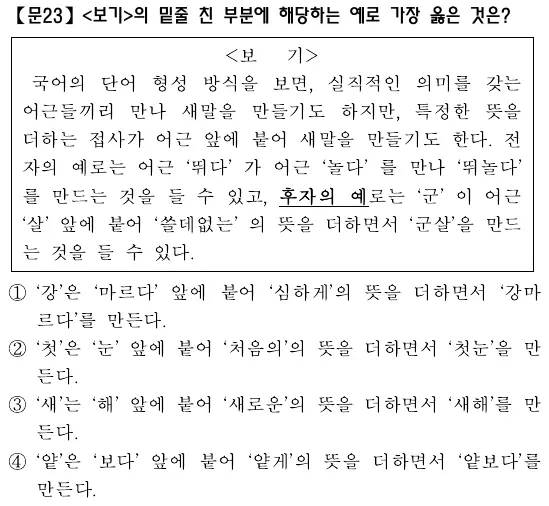 【문23】 <보기>의 밑줄 친 부분에 해당하는 예로 가장 옳은 것은?
<보 기>
국어의 단어 형성 방식을 보면, 실직적인 의미를 갖는
어근들끼리 만나 새말을 만들기도 하지만, 특정한 뜻을
더하는 접사가 어근 앞에 붙어 새말을 만들기도 한다. 전
자의 예로는 어근 ‘뛰다’ 가 어근 ‘놀다’ 를 만나 ‘뛰놀다’
를 만드는 것을 들 수 있고, 후자의 예로는 ‘군’ 이 어근
‘살’ 앞에 붙어 ‘쓸데없는’ 의 뜻을 더하면서 ‘군살’을 만드
는 것을 들 수 있다.
① ‘강’은 ‘마르다’ 앞에 붙어 ‘심하게’의 뜻을 더하면서 ‘강마
르다’를 만든다.
② ‘첫’은 ‘눈’ 앞에 붙어 ‘처음의’의 뜻을 더하면서 ‘첫눈’을 만
든다.
③ ‘새’는 ‘해’ 앞에 붙어 ‘새로운’의 뜻을 더하면서 ‘새해’를 만
든다.
④ ‘얕’은 ‘보다’ 앞에 붙어 ‘얕게’의 뜻을 더하면서 ‘얕보다’를
만든다.